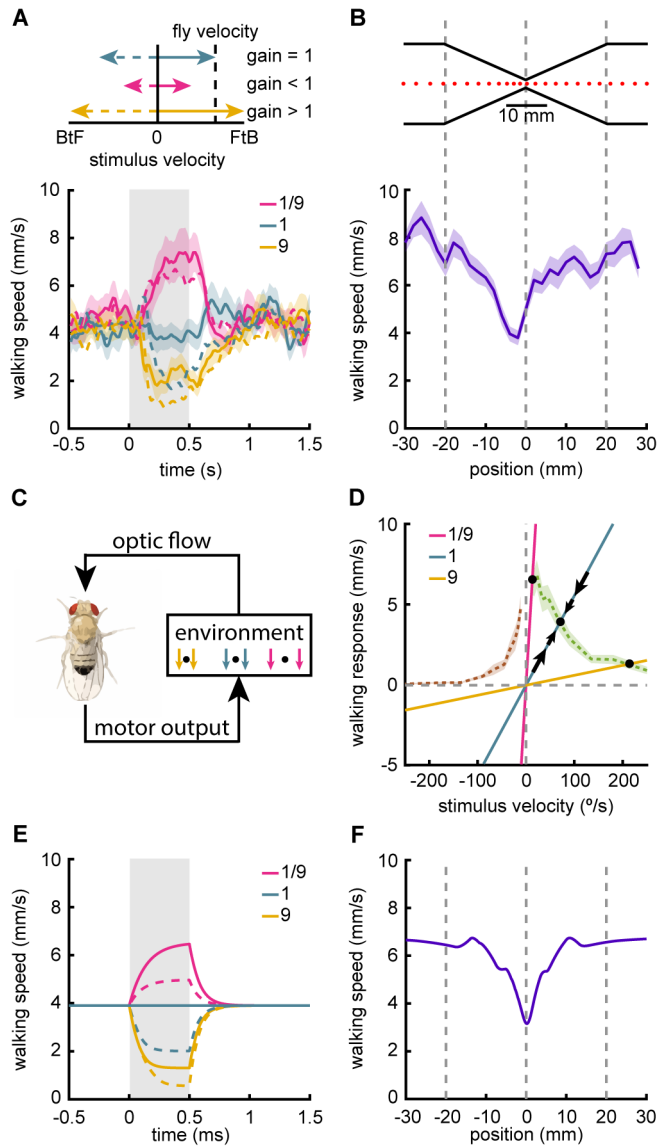 A
fly velocity
gain = 1
gain < 1
gain > 1
BtF 0 FtB
stimulus velocity
walking speed (mm/s)
10
8
6
4
2
0
1/9
1
9
-0.5 0 0.5 1 1.5
time (s)
B
10 mm
walking speed (mm/s)
10
8
6
4
2
0
-30 -20 -10 0 10 20 30
position (mm)
C
optic flow
environment
motor output
D
1/9
1
9
walking response (mm/s)
10
5
0
-5
-200 -100 0 100 200
stimulus velocity (º/s)
E
walking speed (mm/s)
10
8
6
4
2
0
1/9
1
9
-0.5 0 0.5 1 1.5
time (ms)
F
walking speed (mm/s)
10
8
6
4
2
0
-30 -20 -10 0 10 20 30
position (mm)